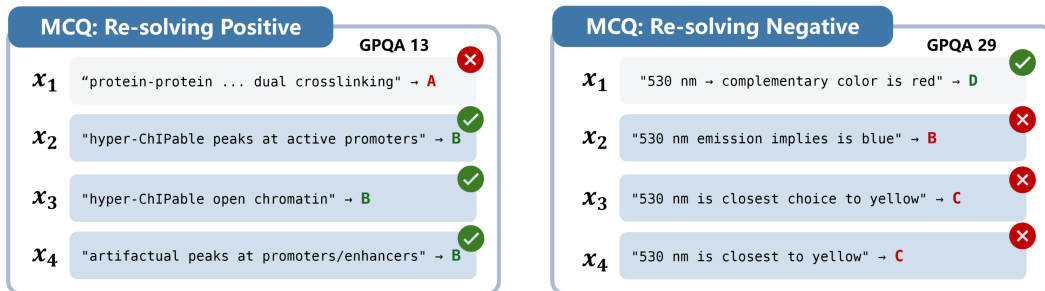 MCQ: Re-solving Positive
GPQA 13
x1 “protein-protein ... dual crosslinking" → A
x2 "hyper-ChIPable peaks at active promoters" → B
x3 "hyper-ChIPable open chromatin" → B
x4 "artifactual peaks at promoters/enhancers" → B
MCQ: Re-solving Negative
GPQA 29
x1 "530 nm → complementary color is red" → D
x2 "530 nm emission implies is blue" → B
x3 "530 nm is closest choice to yellow" → C
x4 "530 nm is closest to yellow" → C